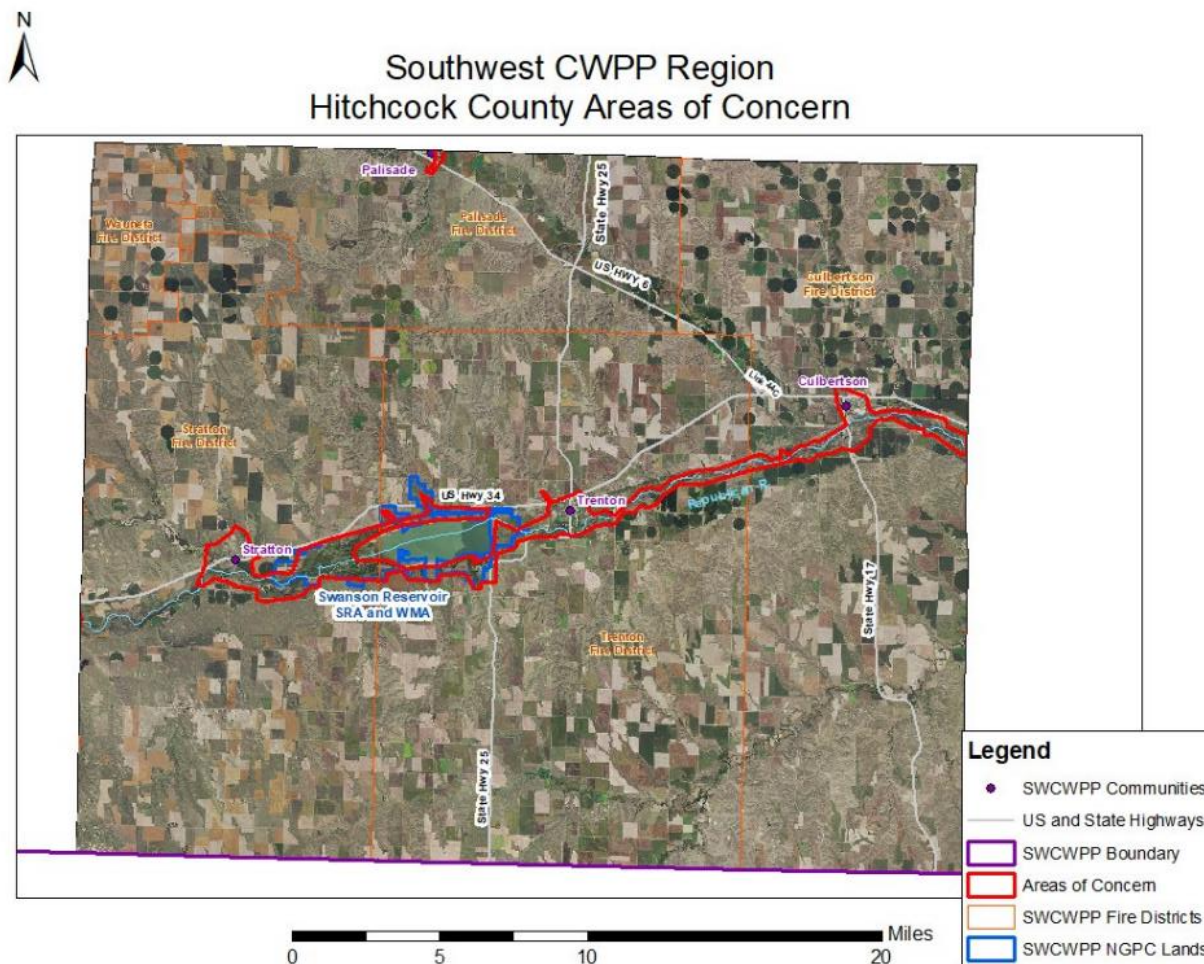 N
Southwest CWPP Region
Hitchcock County Areas of Concern
Palisade
State Hwy 25
Wauneta
Fire District
Palisade
Fire District
US HWY 6
Culbertson
Fire District
Link 44C
Culbertson
Stratton
Fire District
US Hwy 34
Trenton
Republican R
Stratton
Swanson Reservoir
SRA and WMA
State Hwy 17
Trenton
Fire District
State Hwy 25
Legend
SWCWPP Communities
US and State Highways
SWCWPP Boundary
Areas of Concern
SWCWPP Fire Districts
SWCWPP NGPC Lands
Miles
0 5 10 20